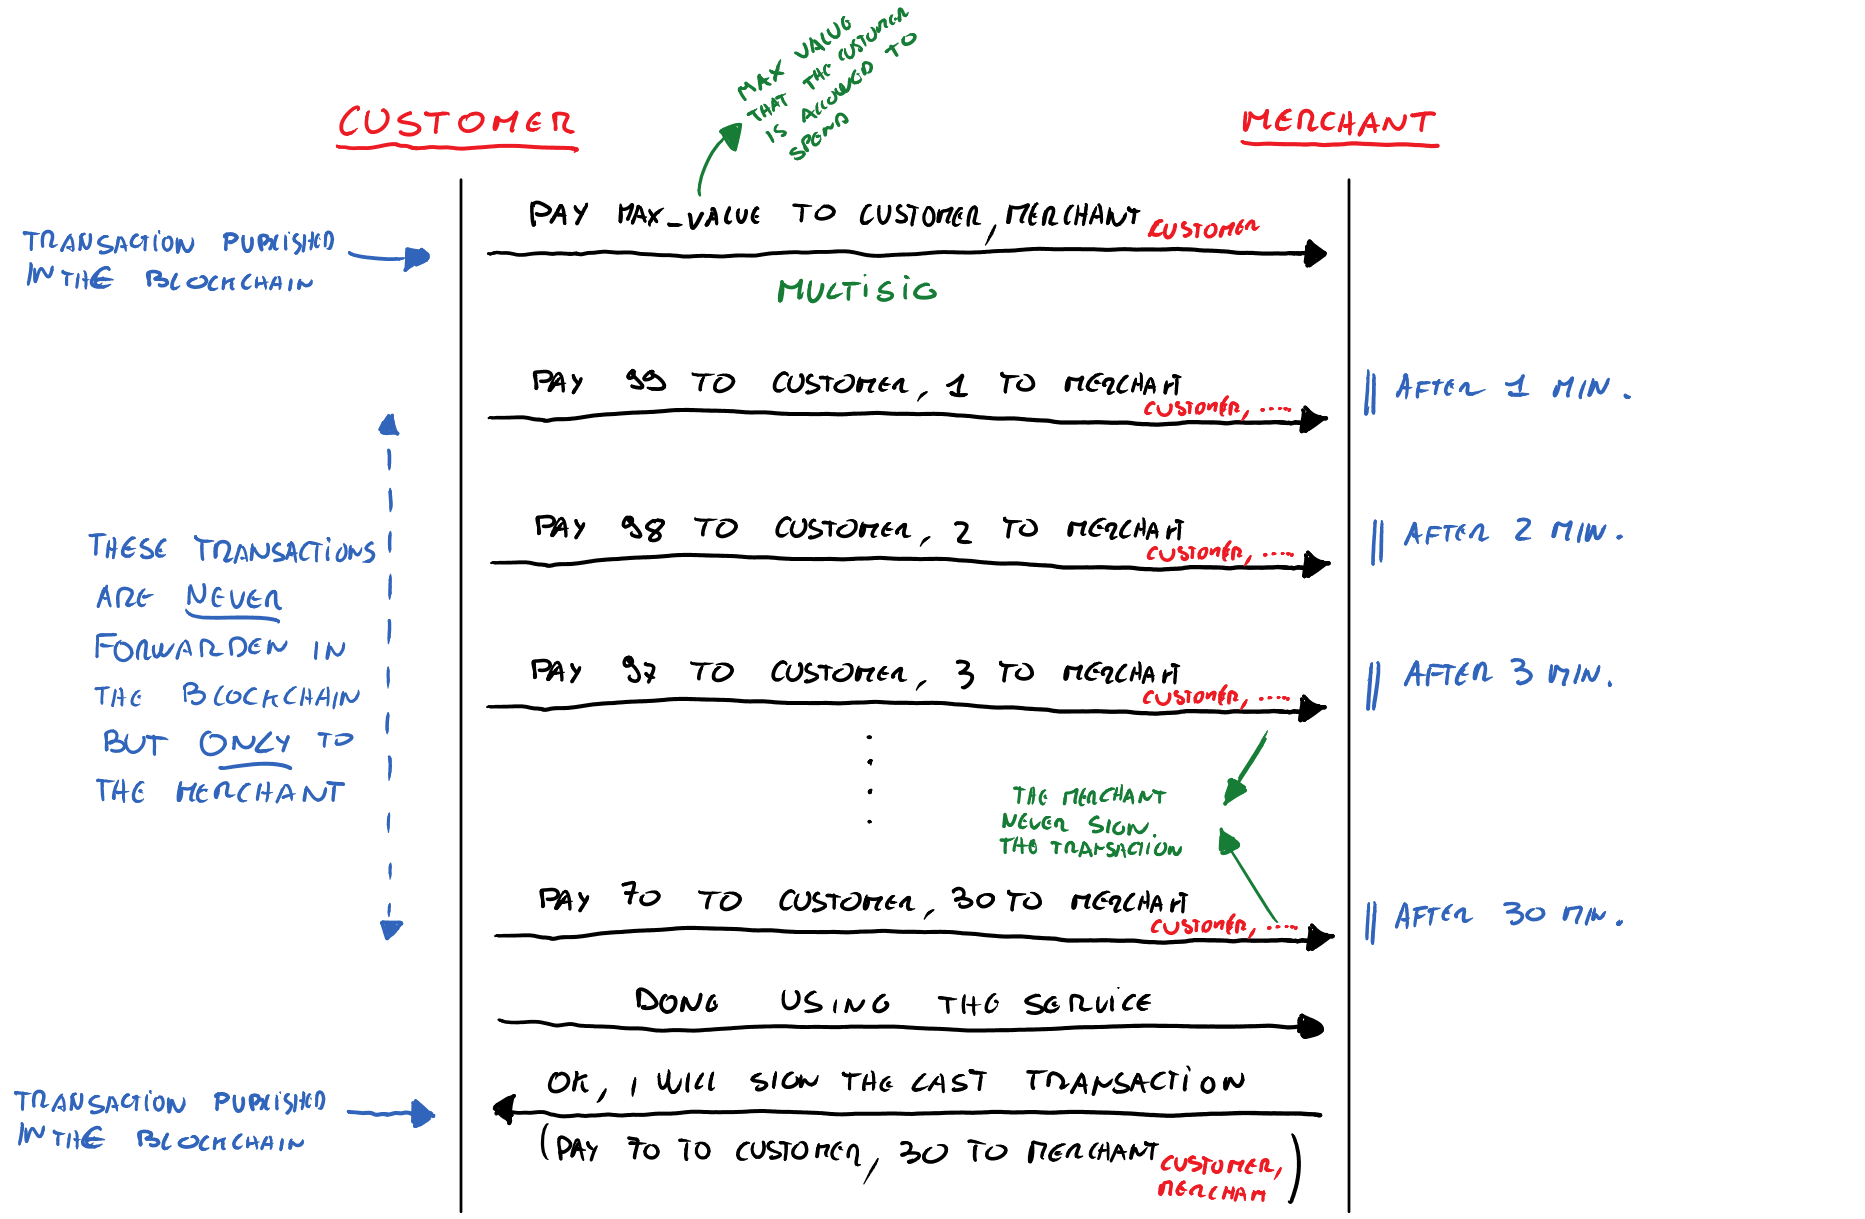 MAX VALUE
THAT THE CUSTOMER
IS ALLOWED TO
SPEND
CUSTOMER
MERCHANT
PAY MAX_VALUE TO CUSTOMER, MERCHANT CUSTOMER
TRANSACTION PUBLISHED
IN THE BLOCKCHAIN
MULTISIG
PAY 99 TO CUSTOMER, 1 TO MERCHANT
CUSTOMER, .....
|| AFTER 1 MIN.
PAY 98 TO CUSTOMER, 2 TO MERCHANT
CUSTOMER, .....
|| AFTER 2 MIN.
THESE TRANSACTIONS
ARE NEVER
FORWARDEN IN
THE BLOCKCHAIN
BUT ONLY TO
THE MERCHANT
PAY 97 TO CUSTOMER, 3 TO MERCHANT
CUSTOMER, .....
|| AFTER 3 MIN.
THE MERCHANT
NEVER SIGN.
THE TRANSACTION
PAY 70 TO CUSTOMER, 30 TO MERCHANT
CUSTOMER, .....
|| AFTER 30 MIN.
DONE USING THE SERVICE
OK, I WILL SIGN THE LAST TRANSACTION
TRANSACTION PUBLISHED
IN THE BLOCKCHAIN
(PAY 70 TO CUSTOMER, 30 TO MERCHANT CUSTOMER,
MERCHAM)